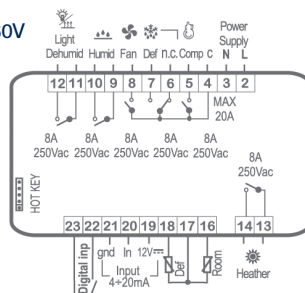 0V
Light
Dehumid Humid Fan Def n.c. Comp c
Power
Supply
N L
12 11 10 9 8 7 6 5 4 3 2
MAX
20A
8A
250Vac
8A
250Vac
8A
250Vac
8A
250Vac
8A
250Vac
8A
250Vac
HOT KEY
23 22 21 20 19 18 17 16 14 13
Digital inp
gnd In 12V
Input
4÷20mA
Def
Room
Heather